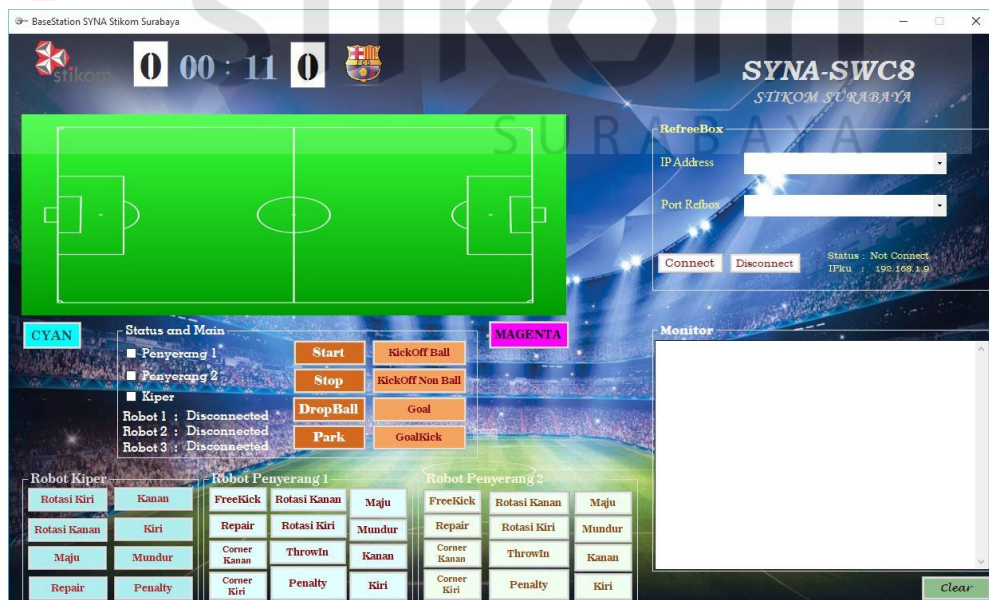 BaseStation SYNA Stikom Surabaya
stikom
0 00 : 11 0
FCB
SYNA-SWC8
STIKOM SURABAYA
stikom
SURABAYA
RefreeBox
IP Address
Port Refbox
Connect Disconnect
Status : Not Connect
IPku : 192.168.1.9
CYAN
MAGENTA
Status and Main
Penyerang 1
Penyerang 2
Kiper
Robot 1 : Disconnected
Robot 2 : Disconnected
Robot 3 : Disconnected
Start KickOff Ball
Stop KickOff Non Ball
DropBall Goal
Park GoalKick
Monitor
Robot Kiper
Rotasi Kiri Kanan
Rotasi Kanan Kiri
Maju Mundur
Repair Penalty
Robot Penyerang 1
FreeKick Rotasi Kanan Maju
Repair Rotasi Kiri Mundur
Corner Kanan ThrowIn Kanan
Corner Kiri Penalty Kiri
Robot Penyerang 2
FreeKick Rotasi Kanan Maju
Repair Rotasi Kiri Mundur
Corner Kanan ThrowIn Kanan
Corner Kiri Penalty Kiri
Clear